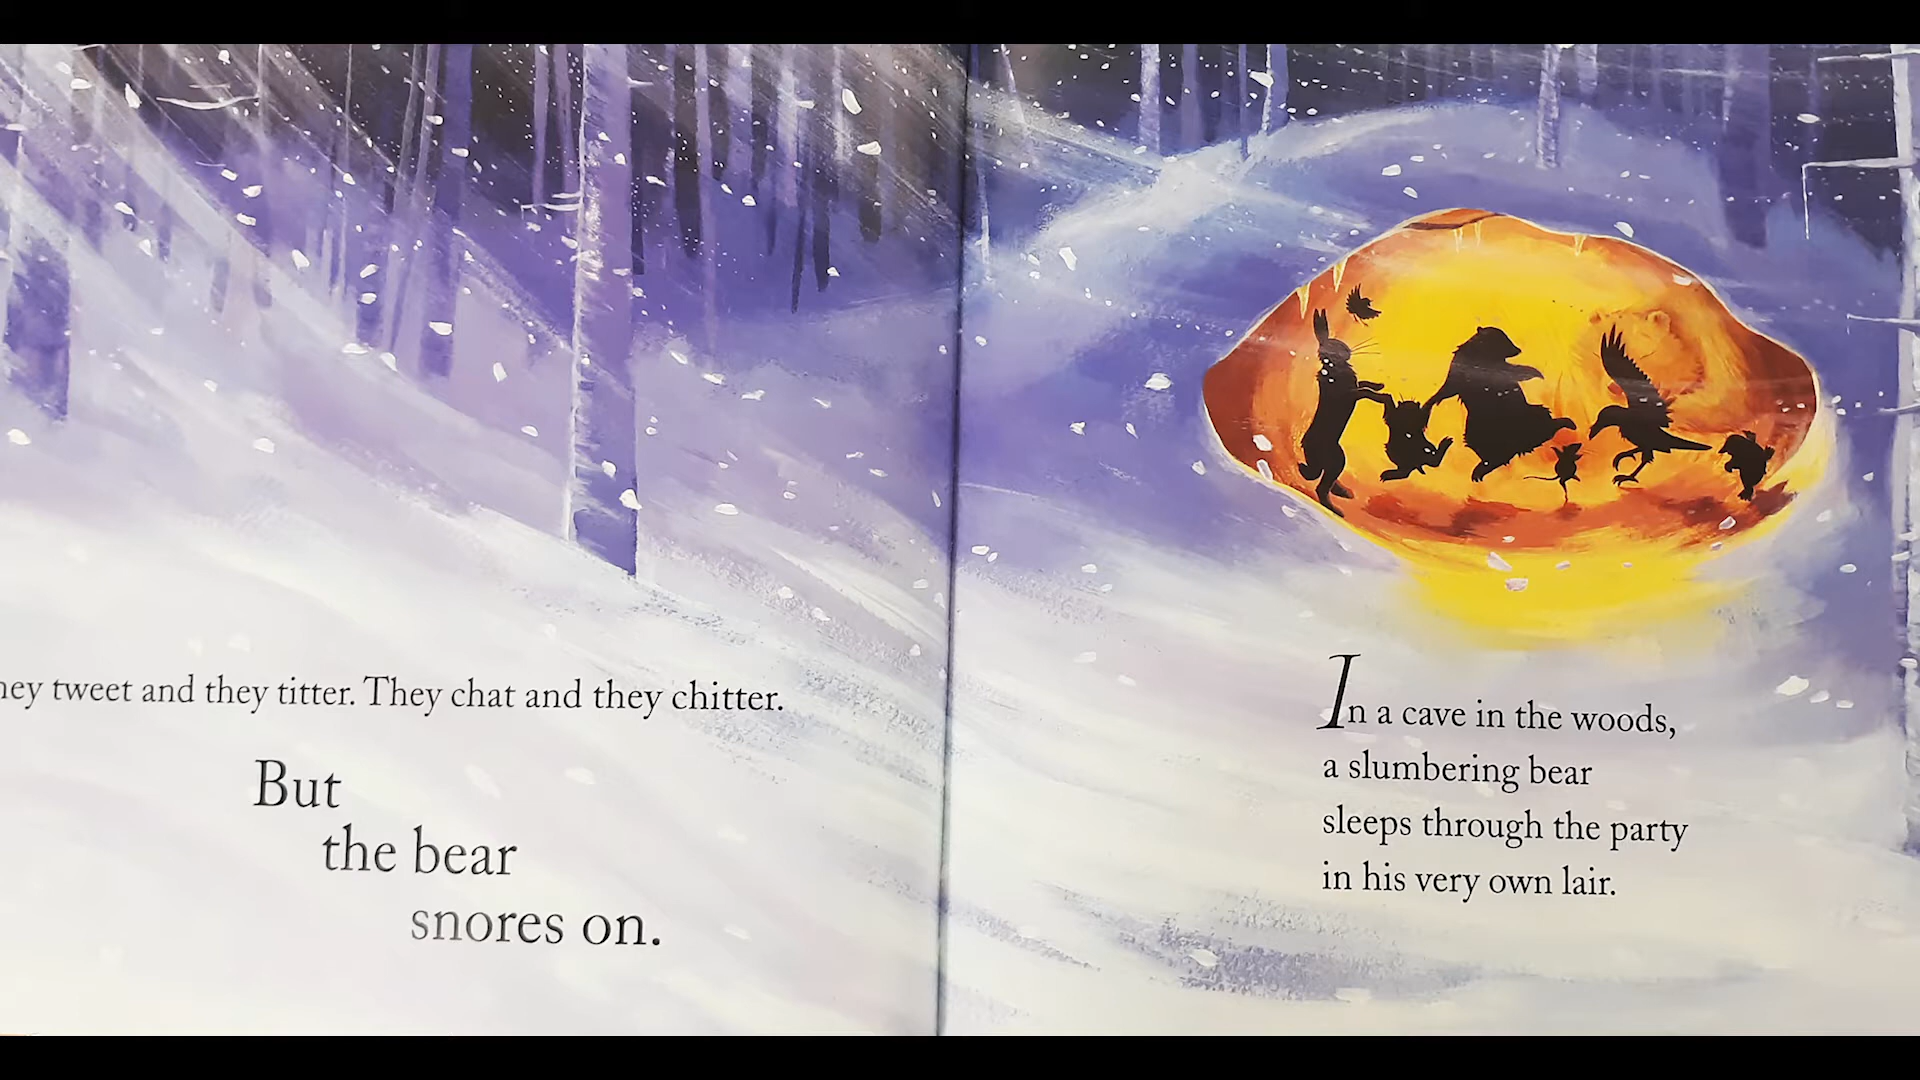 tweet and they titter. They chat and they chitter.
But
the bear
snores on.
In a cave in the woods,
a slumbering bear
sleeps through the party
in his very own lair.